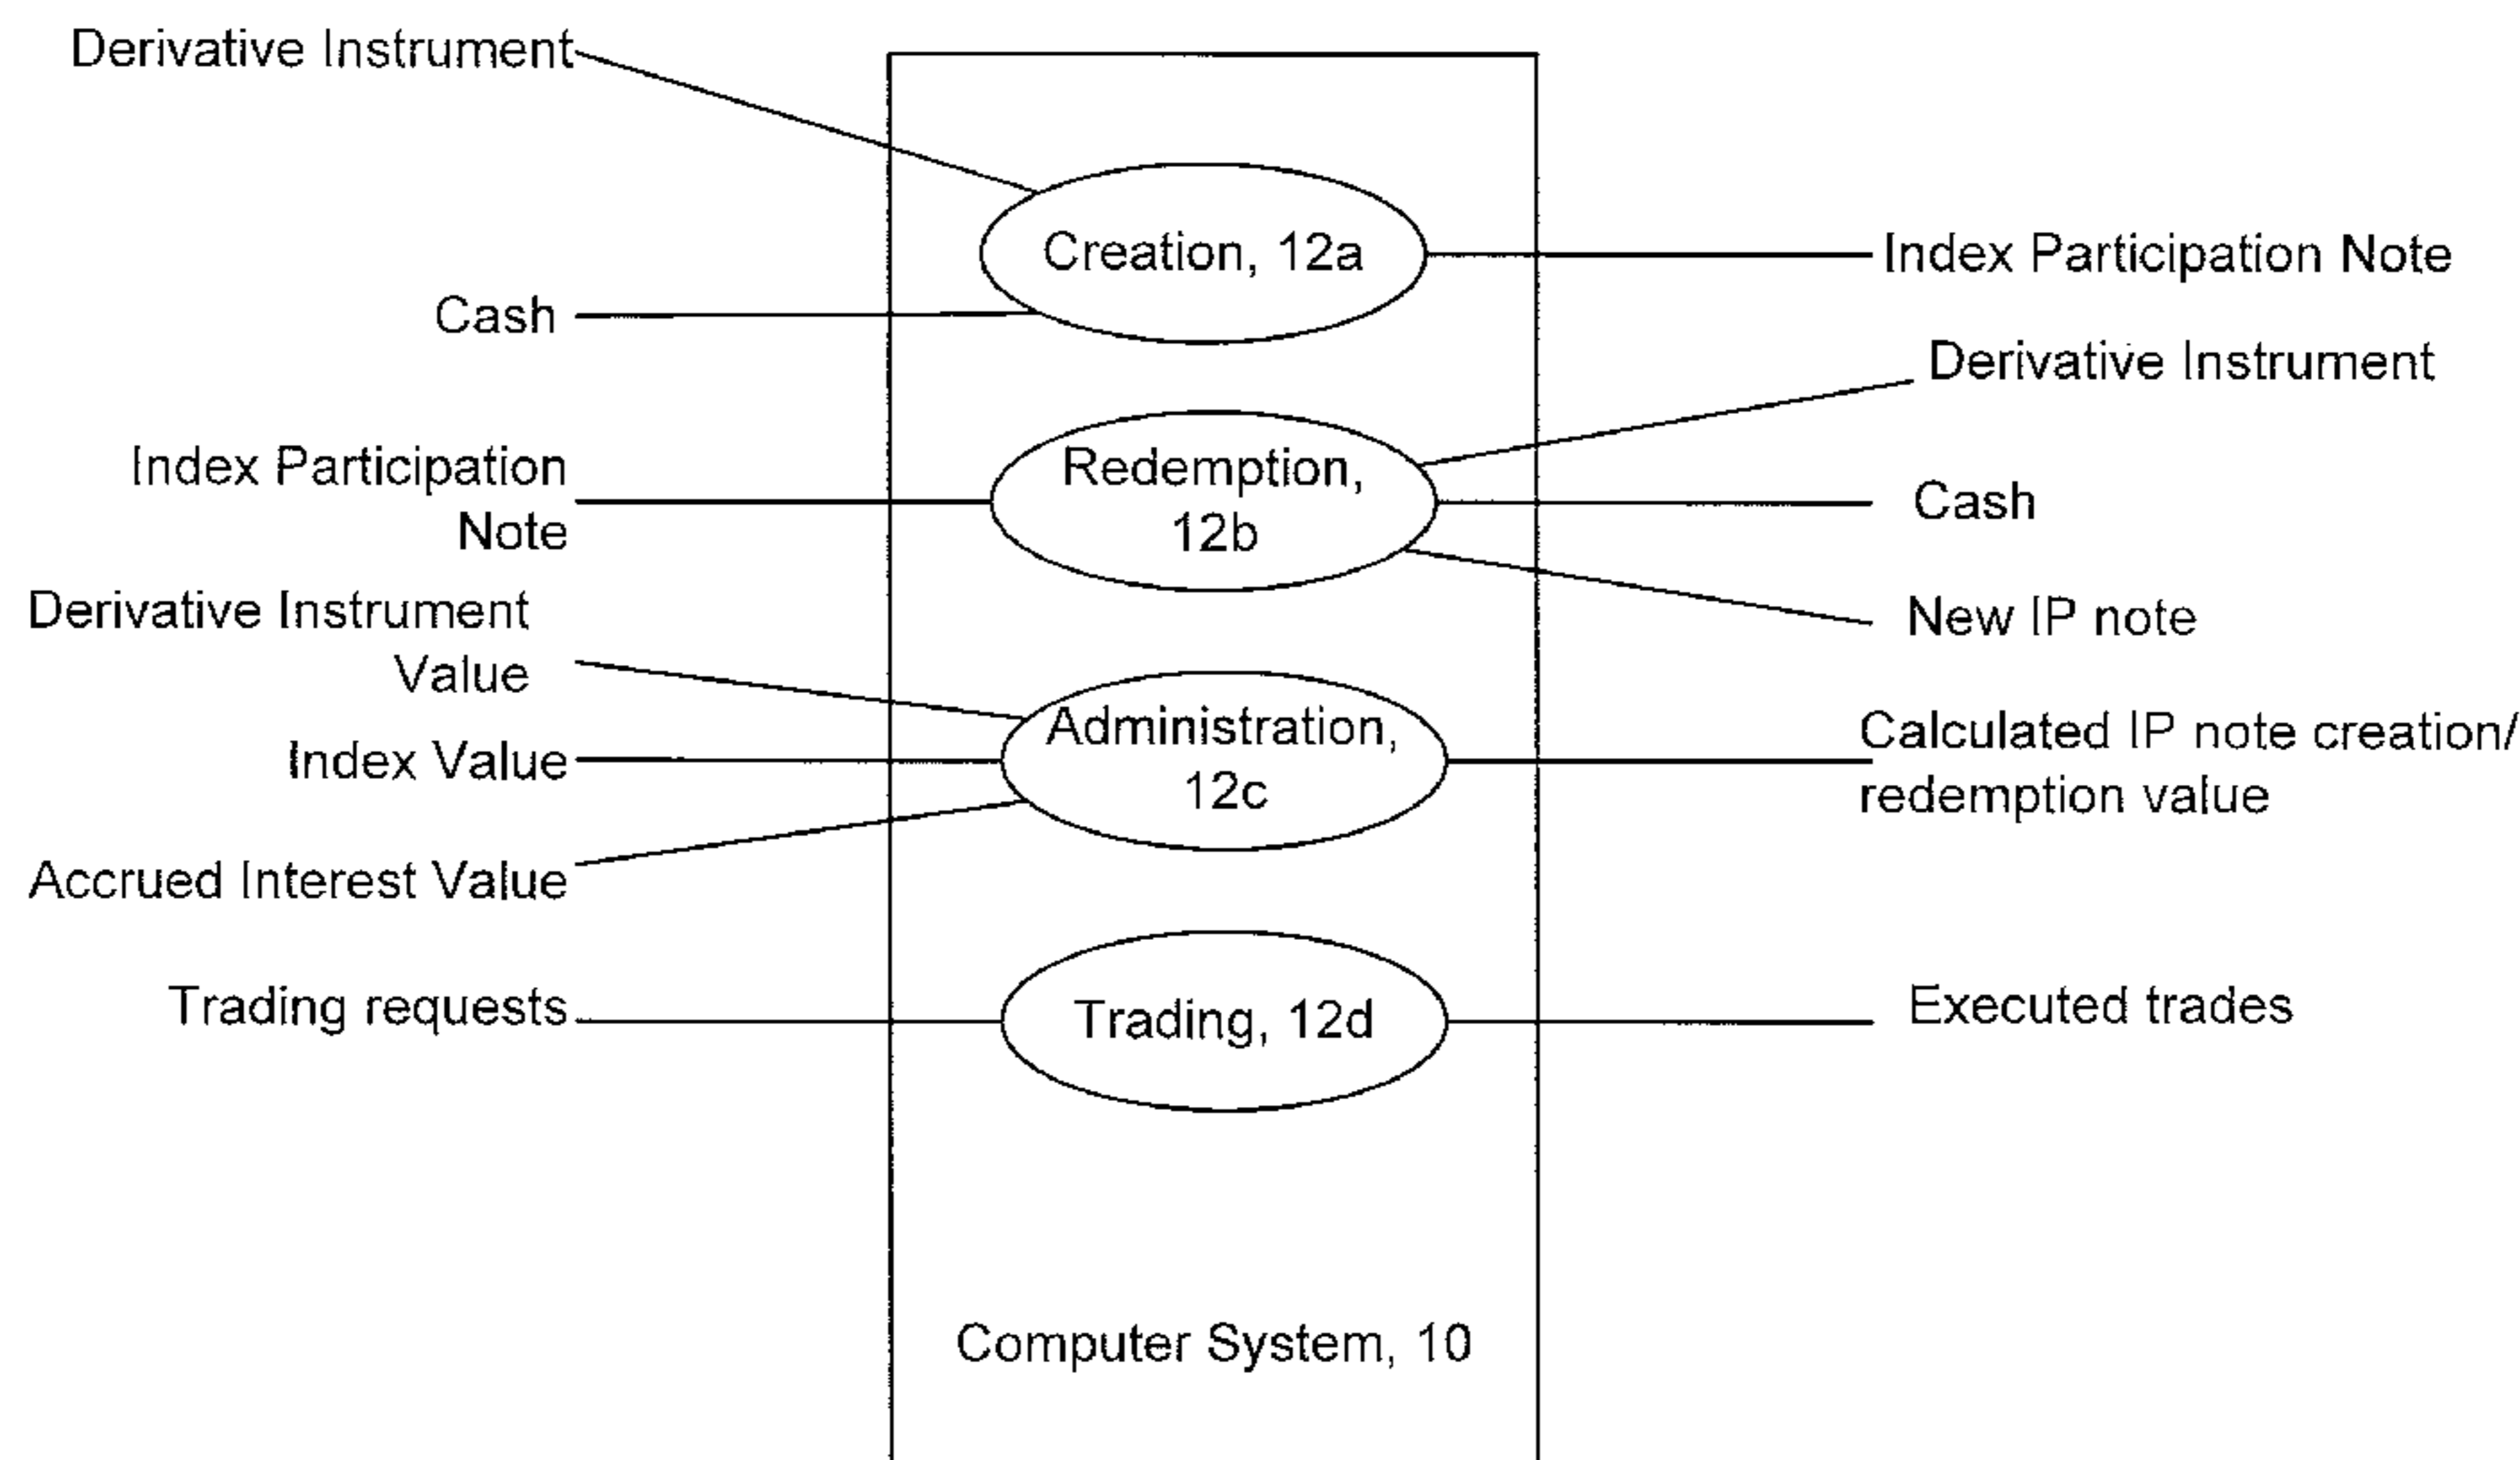 Derivative Instrument
Creation, 12a
Index Participation Note
Cash
Derivative Instrument
Index Participation
Note
Redemption,
12b
Cash
New IP note
Derivative Instrument
Value
Index Value
Accrued Interest Value
Administration,
12c
Calculated IP note creation/
redemption value
Trading requests
Trading, 12d
Executed trades
Computer System, 10